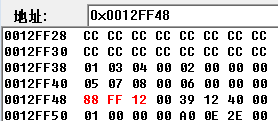 地址: 0x0012FF48
0012FF28 CC CC CC CC CC CC CC CC
0012FF30 CC CC CC CC CC CC CC CC
0012FF38 01 03 04 00 02 00 00 00
0012FF40 05 07 08 00 06 00 00 00
0012FF48 88 FF 12 00 39 12 40 00
0012FF50 01 00 00 00 A0 0E 2E 00